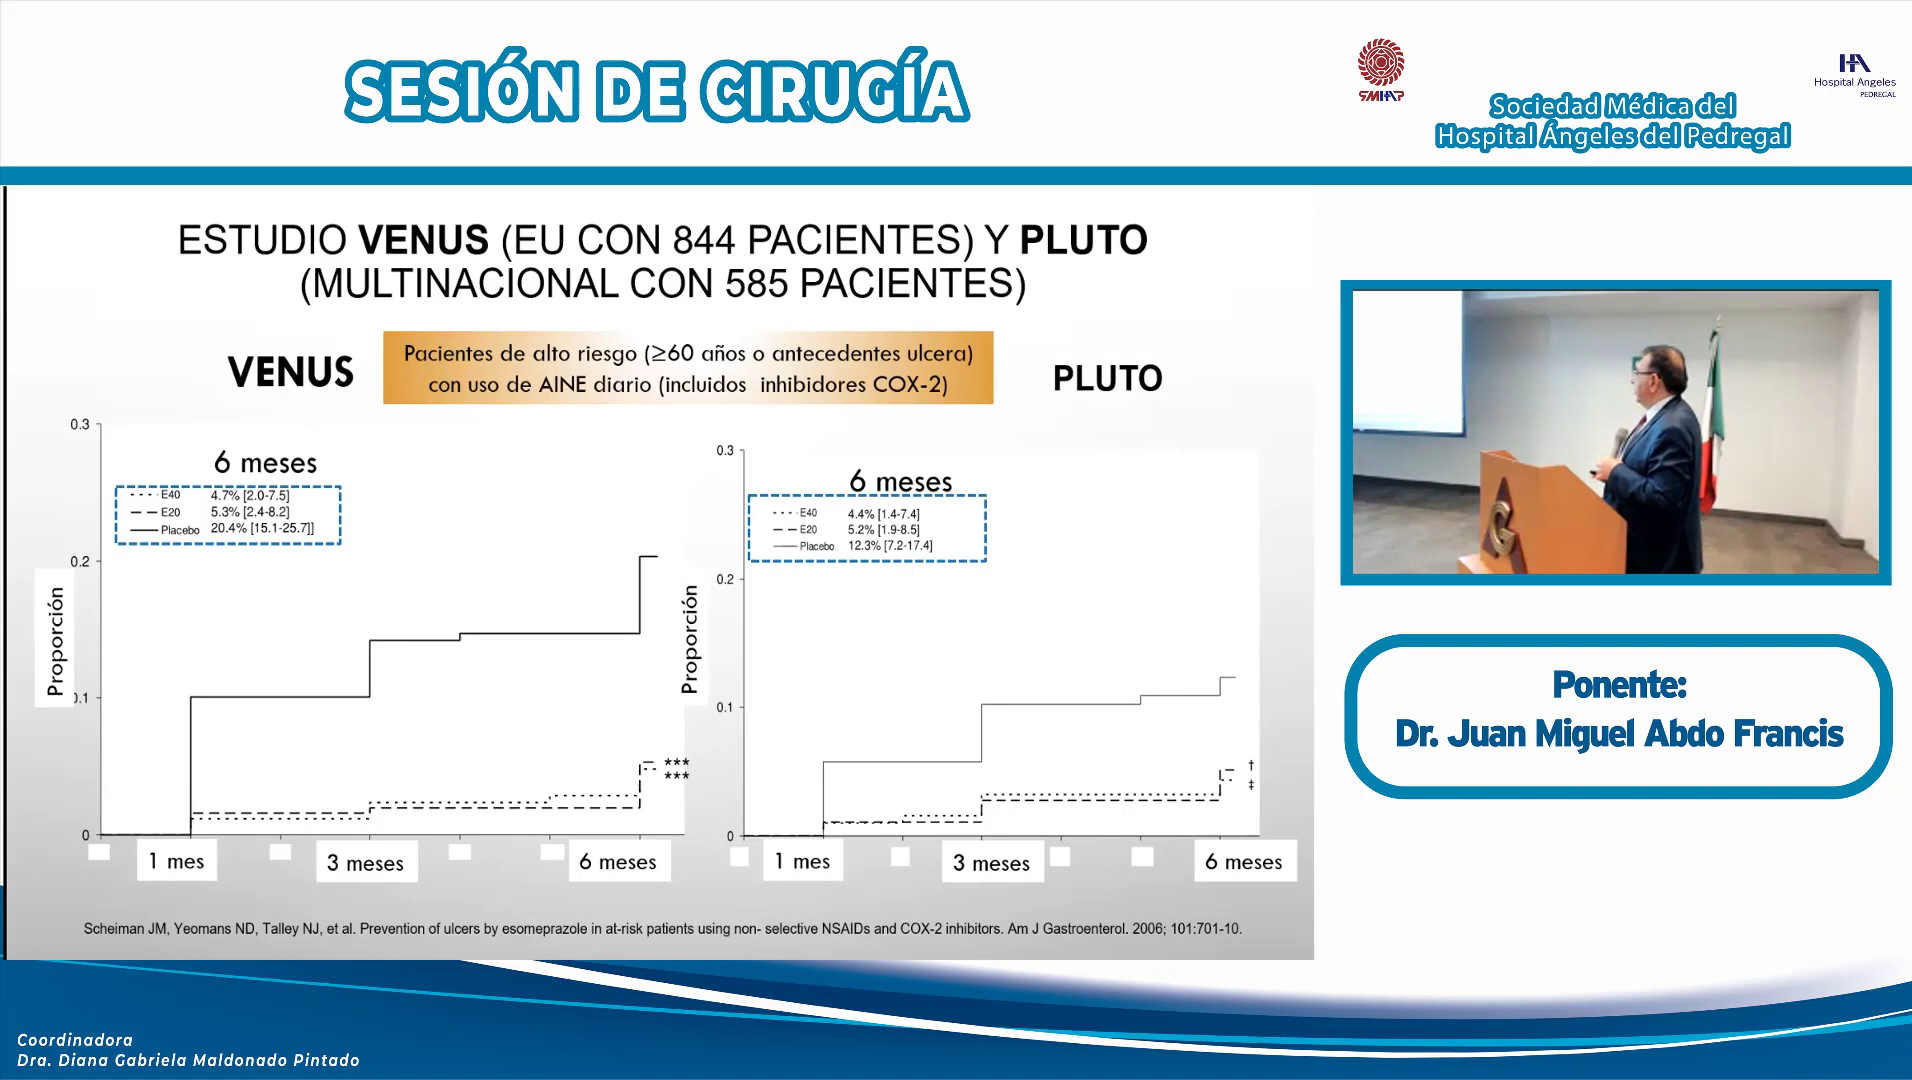 SESIÓN DE CIRUGÍA
SMHAP
Sociedad Médica del
Hospital Ángeles del Pedregal
HA
Hospital Angeles
PEDREGAL
ESTUDIO VENUS (EU CON 844 PACIENTES) Y PLUTO
(MULTINACIONAL CON 585 PACIENTES)
VENUS
Pacientes de alto riesgo (≥60 años o antecedentes ulcera)
con uso de AINE diario (incluidos inhibidores COX-2)
PLUTO
0.3
6 meses
E40 4.7% [2.0-7.5]
E20 5.3% [2.4-8.2]
Placebo 20.4% [15.1-25.7]]
0.2
Proporción
0.1
0
***
***
1 mes
3 meses
6 meses
0.3
6 meses
E40 4.4% [1.4-7.4]
E20 5.2% [1.9-8.5]
Placebo 12.3% [7.2-17.4]
0.2
Proporción
0.1
0
†
‡
1 mes
3 meses
6 meses
Scheiman JM, Yeomans ND, Talley NJ, et al. Prevention of ulcers by esomeprazole in at-risk patients using non- selective NSAIDs and COX-2 inhibitors. Am J Gastroenterol. 2006; 101:701-10.
G
Ponente:
Dr. Juan Miguel Abdo Francis
Coordinadora
Dra. Diana Gabriela Maldonado Pintado